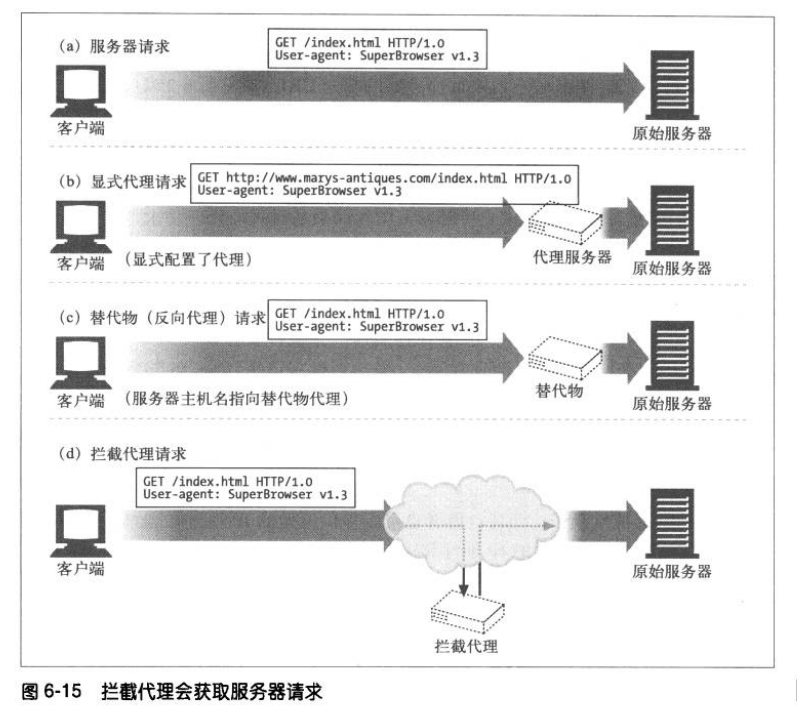 (a) 服务器请求
GET /index.html HTTP/1.0
User-agent: SuperBrowser v1.3
客户端
原始服务器
(b) 显式代理请求
GET http://www.marys-antiques.com/index.html HTTP/1.0
User-agent: SuperBrowser v1.3
客户端
(显式配置了代理)
代理服务器
原始服务器
(c) 替代物（反向代理）请求
GET /index.html HTTP/1.0
User-agent: SuperBrowser v1.3
客户端
(服务器主机名指向替代物代理)
替代物
原始服务器
(d) 拦截代理请求
GET /index.html HTTP/1.0
User-agent: SuperBrowser v1.3
客户端
原始服务器
拦截代理
图 6-15 拦截代理会获取服务器请求